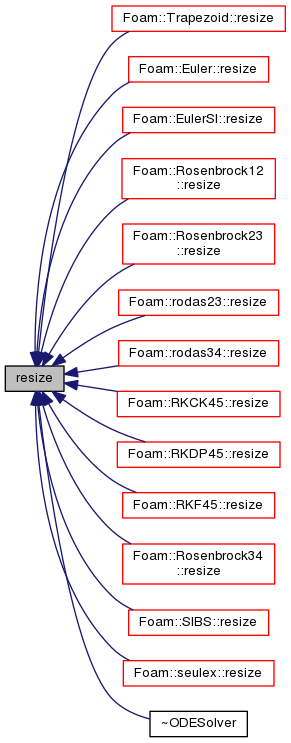 Foam::Trapezoid::resize
Foam::Euler::resize
Foam::EulerSI::resize
Foam::Rosenbrock12
::resize
Foam::Rosenbrock23
::resize
Foam::rodas23::resize
Foam::rodas34::resize
resize
Foam::RKCK45::resize
Foam::RKDP45::resize
Foam::RKF45::resize
Foam::Rosenbrock34
::resize
Foam::SIBS::resize
Foam::seulex::resize
~ODESolver